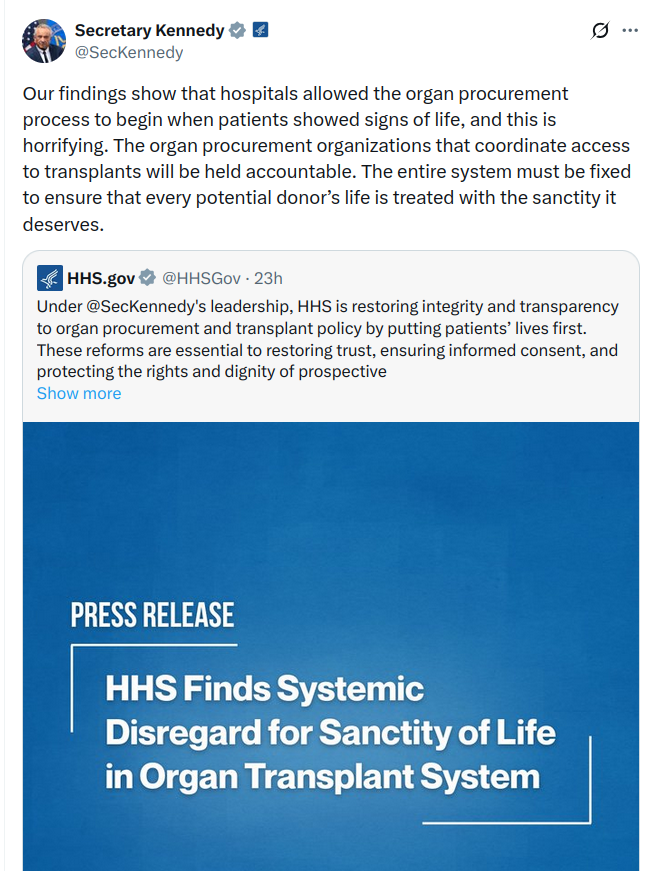 Secretary Kennedy
@SecKennedy
Our findings show that hospitals allowed the organ procurement
process to begin when patients showed signs of life, and this is
horrifying. The organ procurement organizations that coordinate access
to transplants will be held accountable. The entire system must be fixed
to ensure that every potential donor’s life is treated with the sanctity it
deserves.
HHS.gov @HHSGov · 23h
Under @SecKennedy's leadership, HHS is restoring integrity and transparency
to organ procurement and transplant policy by putting patients’ lives first.
These reforms are essential to restoring trust, ensuring informed consent, and
protecting the rights and dignity of prospective
Show more
PRESS RELEASE
HHS Finds Systemic
Disregard for Sanctity of Life
in Organ Transplant System